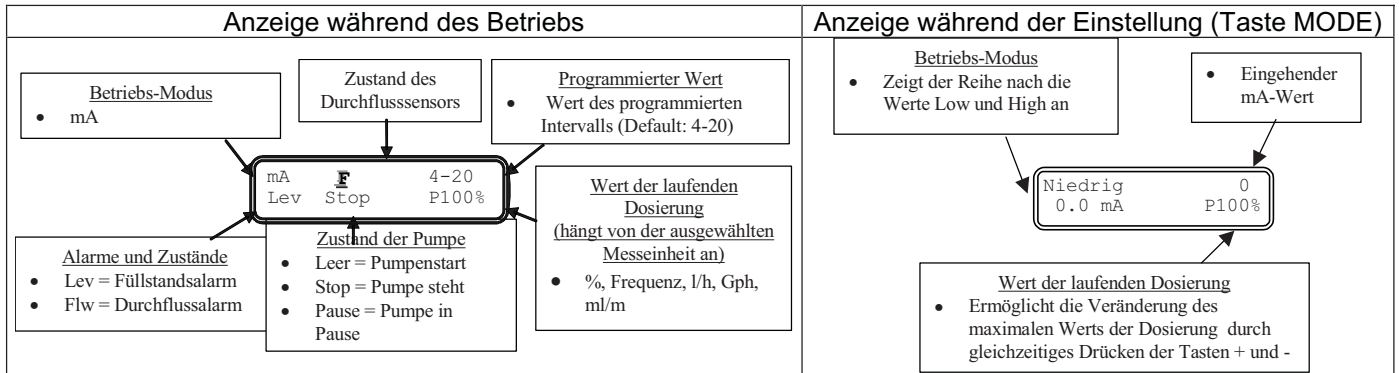 Anzeige während des Betriebs
Anzeige während der Einstellung (Taste MODE)
Betriebs-Modus
• mA
Zustand des
Durchflusssensors
Programmierter Wert
• Wert des programmierten
Intervalls (Default: 4-20)
mA F 4-20
Lev Stop P100%
Alarme und Zustände
• Lev = Füllstandsalarm
• Flw = Durchflussalarm
Zustand der Pumpe
• Leer = Pumpenstart
• Stop = Pumpe steht
• Pause = Pumpe in
Pause
Wert der laufenden
Dosierung
(hängt von der ausgewählten
Messeinheit an)
• %, Frequenz, l/h, Gph,
ml/m
Betriebs-Modus
• Zeigt der Reihe nach die
Werte Low und High an
• Eingehender
mA-Wert
Niedrig 0
0.0 mA P100%
Wert der laufenden Dosierung
• Ermöglicht die Veränderung des
maximalen Werts der Dosierung durch
gleichzeitiges Drücken der Tasten + und -